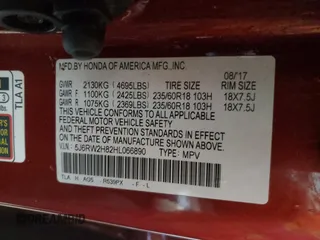 MFD.BY HONDA OF AMERICA MFG.,INC.
08/17
GVWR 2130KG (4695LBS) TIRE SIZE RIM SIZE
GAWR F 1100KG (2425LBS) 235/60R18 103H 18X7.5J
GAWR R 1075KG (2369LBS) 235/60R18 103H 18X7.5J
THIS VEHICLE CONFORMS TO ALL APPLICABLE
FEDERAL MOTOR VEHICLE SAFETY, BUMPER,
AND THEFT PREVENTION STANDARDS IN EFFECT
ON THE DATE OF MANUFACTURE SHOWN ABOVE.
V.I.N.: 5J6RW2H82HL066890 TYPE: MPV
TLA H AGS R539PX -F-L
TLA A1